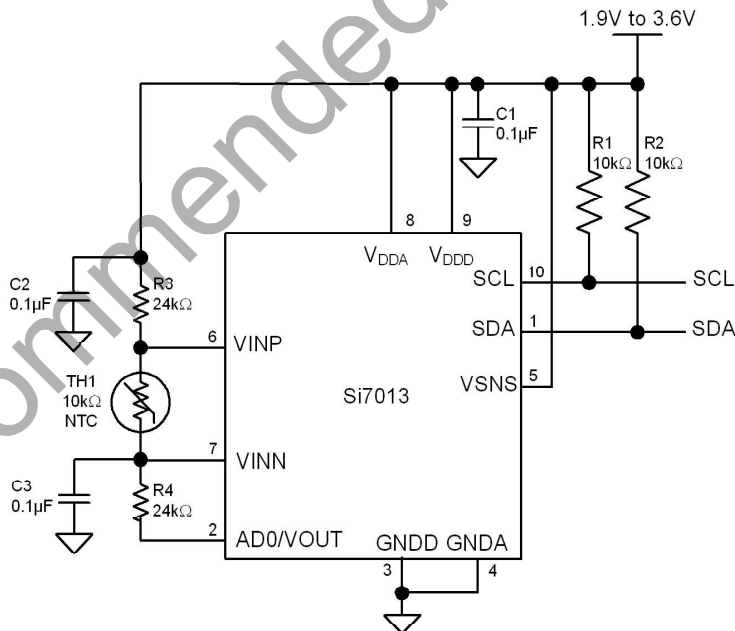 1.9V to 3.6V
C1
0.1µF
R1
10kΩ
R2
10kΩ
8
9
VDDA
VDDD
C2
0.1µF
R3
24kΩ
SCL
10
SCL
SDA
1
SDA
6
VINP
VSNS
5
TH1
10kΩ
NTC
Si7013
7
VINN
C3
0.1µF
R4
24kΩ
2
AD0/VOUT
GNDD
GNDA
3
4